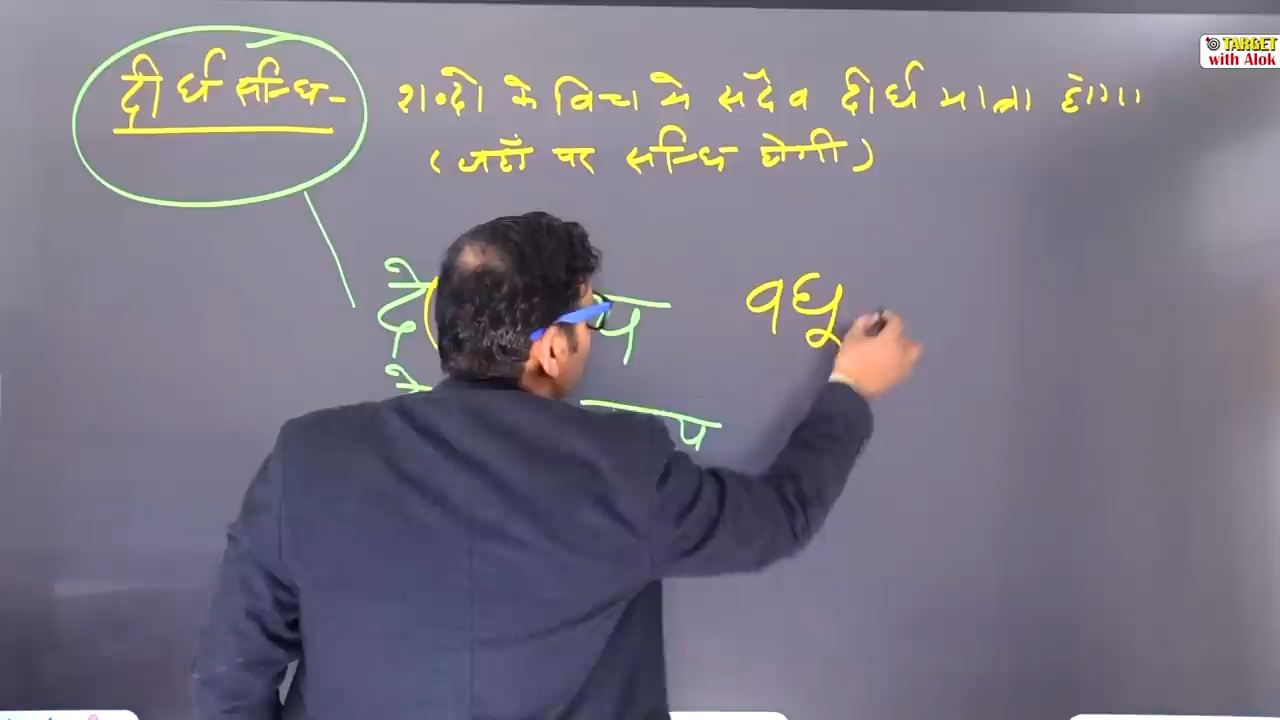 दीर्घ सन्धि- शब्दो के विच मे सदैव दीर्घ मात्रा होगा
(जहाँ पर सन्धि होगी)
वधू
TARGET
with Alok